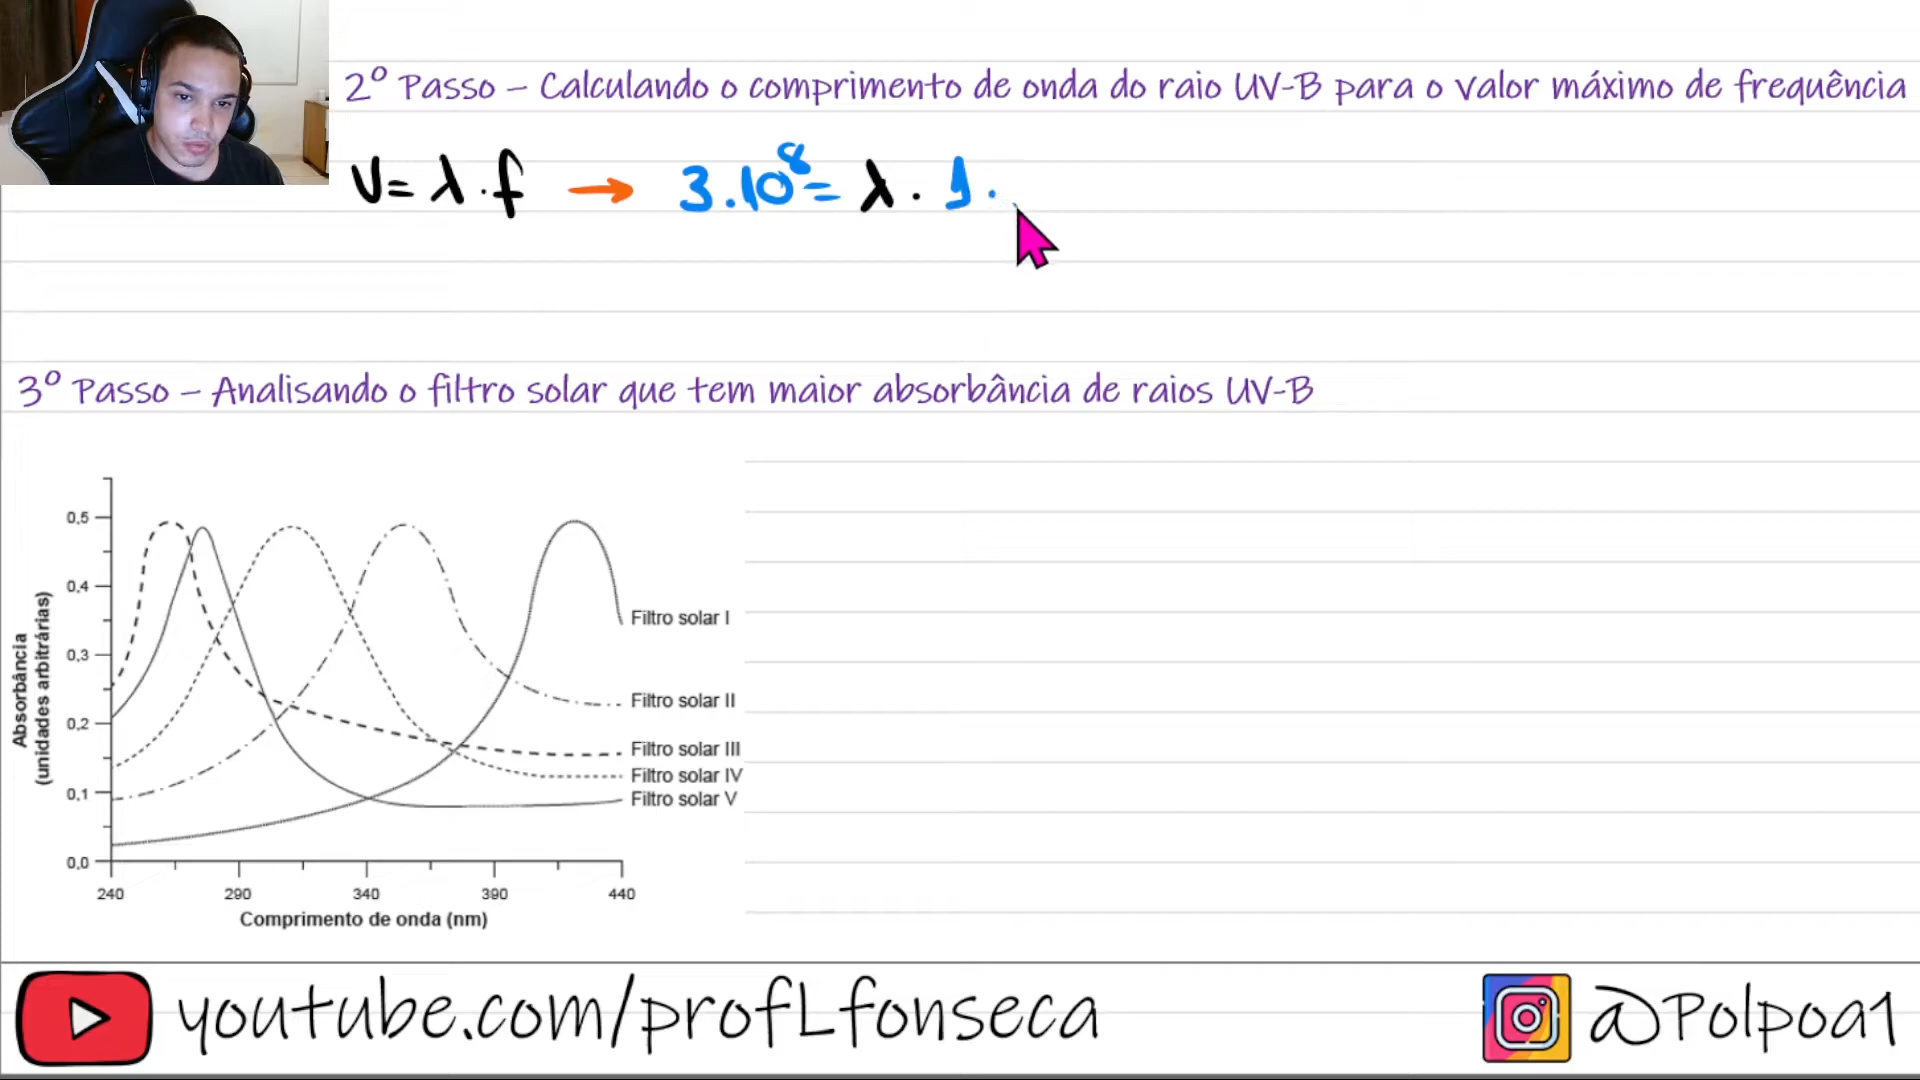 2º Passo – Calculando o comprimento de onda do raio UV-B para o valor máximo de frequência
V = λ . f → 3 . 10⁸ = λ . 1 .
3º Passo – Analisando o filtro solar que tem maior absorbância de raios UV-B
Absorbância
(unidades arbitrárias)
0,5
0,4
0,3
0,2
0,1
0,0
Filtro solar I
Filtro solar II
Filtro solar III
Filtro solar IV
Filtro solar V
240 290 340 390 440
Comprimento de onda (nm)
youtube.com/profLfonseca
@Polpoa1